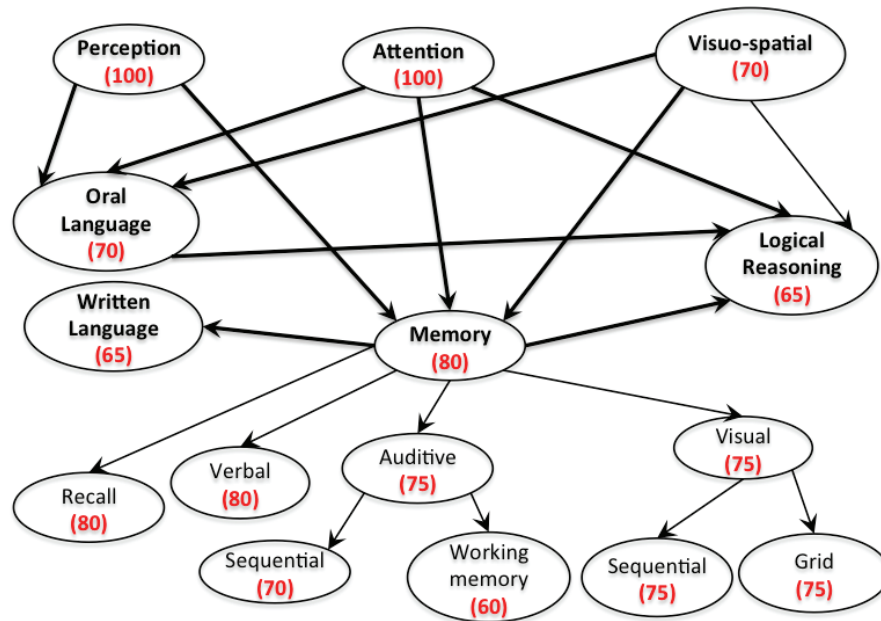 Perception
(100)
Attention
(100)
Visuo-spatial
(70)
Oral
Language
(70)
Logical
Reasoning
(65)
Written
Language
(65)
Memory
(80)
Recall
(80)
Verbal
(80)
Auditive
(75)
Visual
(75)
Sequential
(70)
Working
memory
(60)
Sequential
(75)
Grid
(75)